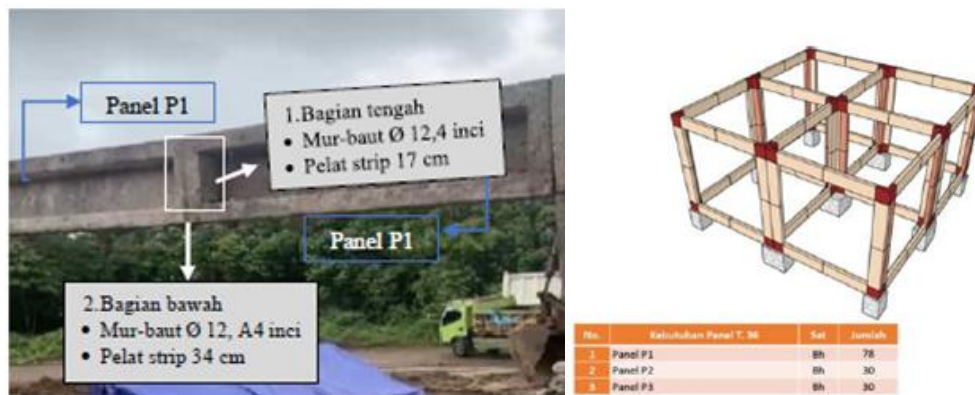 Panel P1
1.Bagian tengah
• Mur-baut Ø 12,4 inci
• Pelat strip 17 cm
Panel P1
2.Bagian bawah
• Mur-baut Ø 12, A4 inci
• Pelat strip 34 cm
No. Kebutuhan Panel T. 36 Sat Jumlah
1 Panel P1 Bh 78
2 Panel P2 Bh 30
3 Panel P3 Bh 30